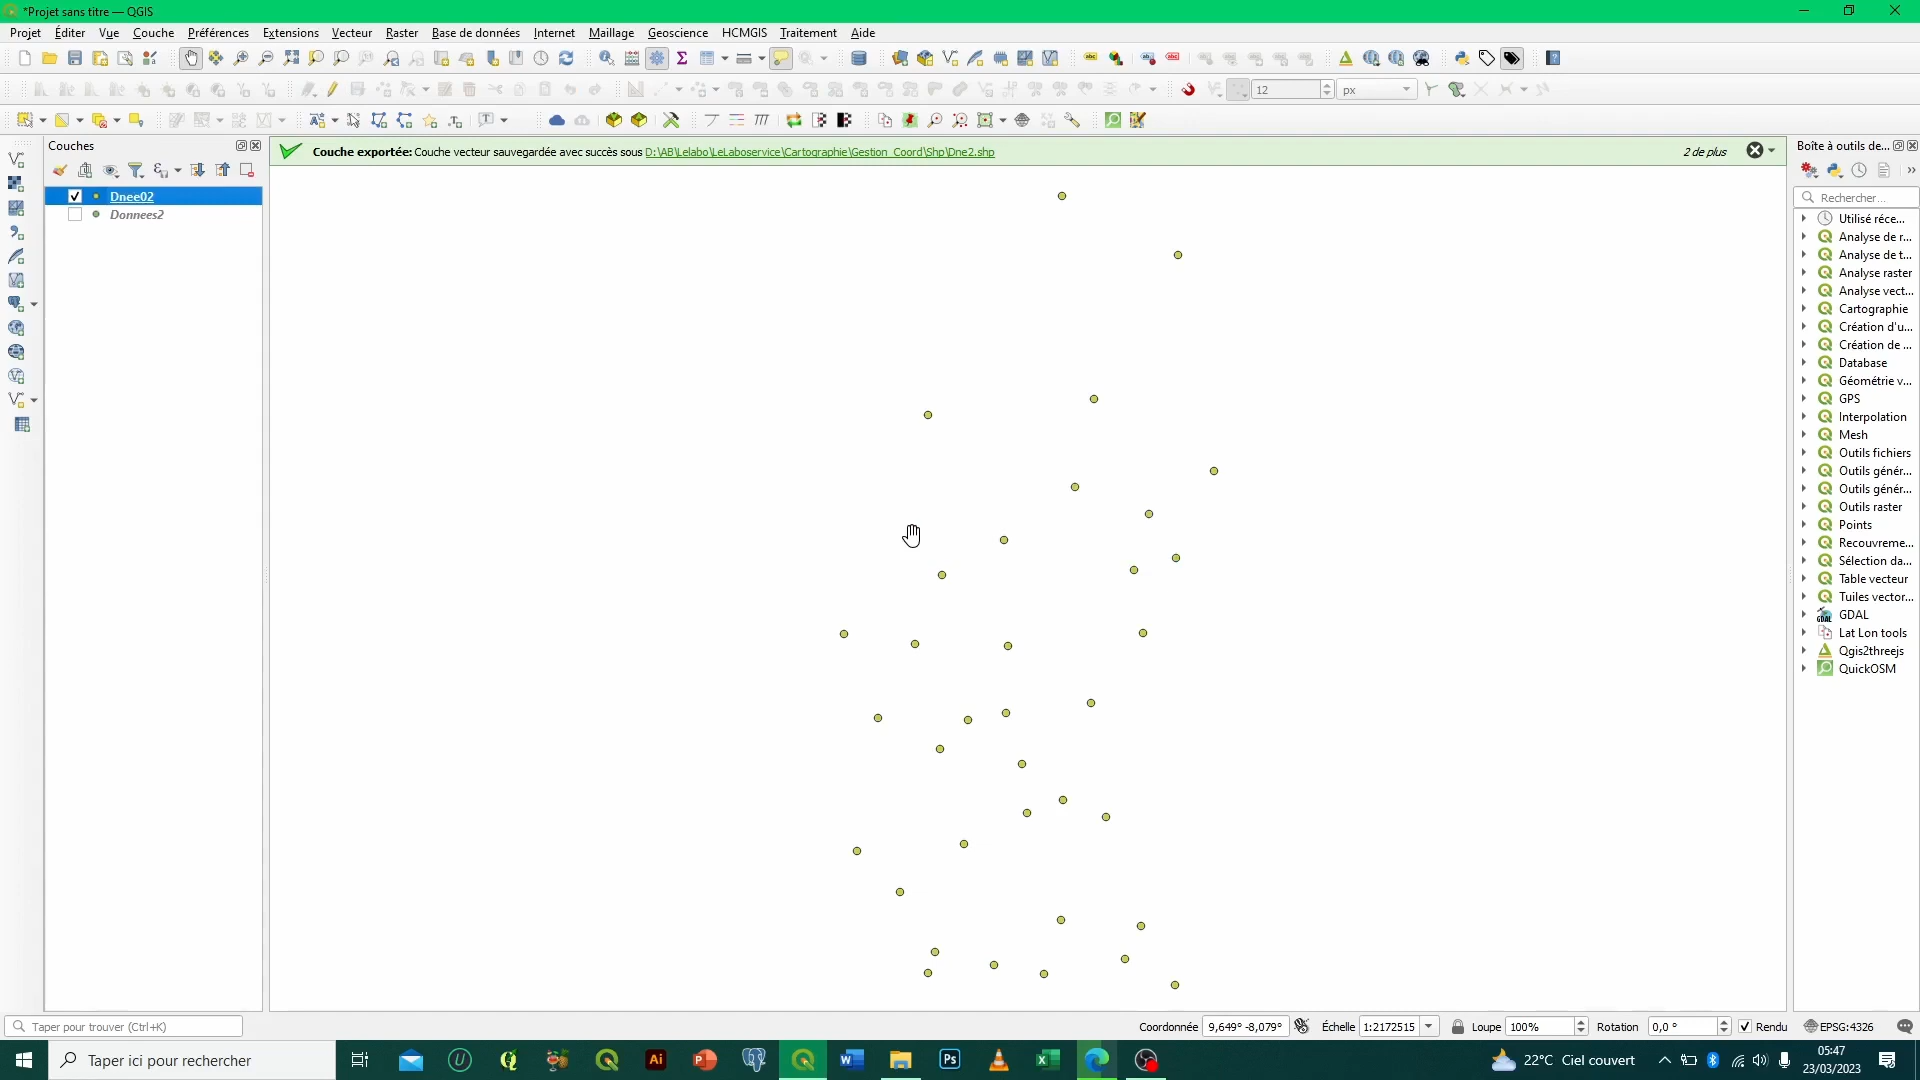 *Projet sans titre — QGIS
Projet Éditer Vue Couche Préférences Extensions Vecteur Raster Base de données Internet Maillage Geoscience HCMGIS Traitement Aide
12 px
Couches
Couche exportée: Couche vecteur sauvegardée avec succès sous D:\AB\Lelabo\LeLaboservice\Cartographie\Gestion_Coord\Shp\Dne2.shp
2 de plus
Boîte à outils de...
Dnee02
Donnees2
Rechercher...
Utilisé réce...
Analyse de r...
Analyse de t...
Analyse raster
Analyse vect...
Cartographie
Création d'u...
Création de ...
Database
Géométrie v...
GPS
Interpolation
Mesh
Outils fichiers
Outils génér...
Outils génér...
Outils raster
Points
Recouvreme...
Sélection da...
Table vecteur
Tuiles vector...
GDAL
Lat Lon tools
Qgis2threejs
QuickOSM
Taper pour trouver (Ctrl+K)
Coordonnée 9,649° -8,079° Échelle 1:2172515 Loupe 100% Rotation 0,0 ° Rendu EPSG:4326
Taper ici pour rechercher
22°C Ciel couvert
05:47
23/03/2023